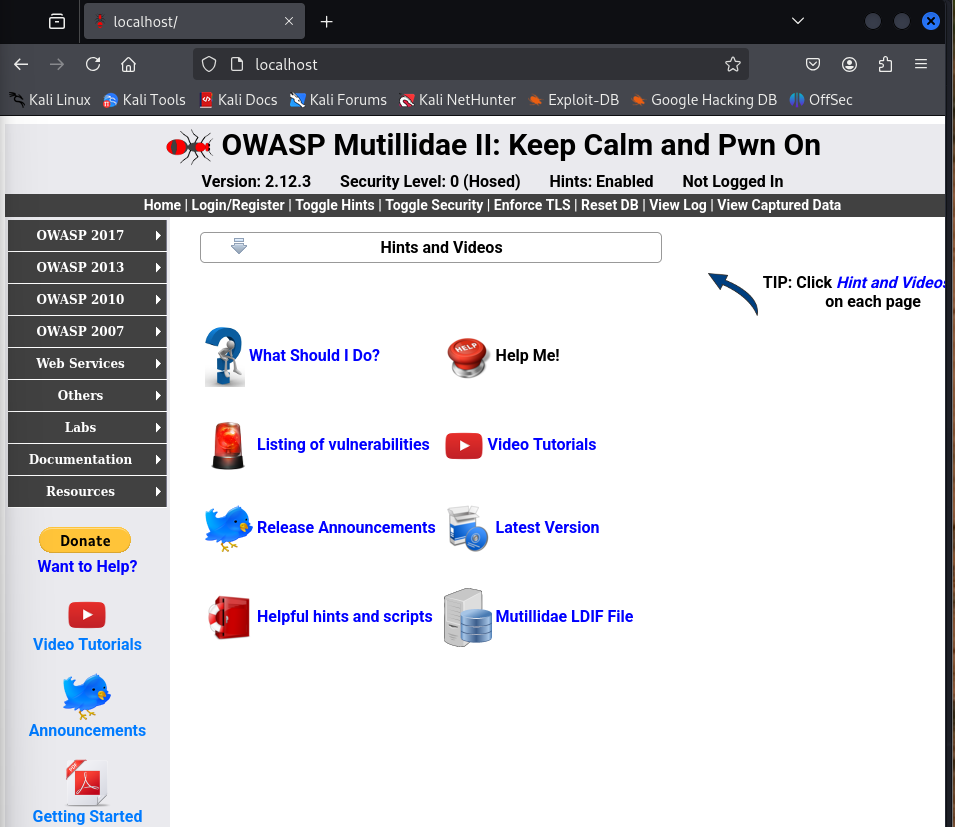 localhost/
localhost
Kali Linux Kali Tools Kali Docs Kali Forums Kali NetHunter Exploit-DB Google Hacking DB OffSec
OWASP Mutillidae II: Keep Calm and Pwn On
Version: 2.12.3 Security Level: 0 (Hosed) Hints: Enabled Not Logged In
Home | Login/Register | Toggle Hints | Toggle Security | Enforce TLS | Reset DB | View Log | View Captured Data
OWASP 2017
OWASP 2013
OWASP 2010
OWASP 2007
Web Services
Others
Labs
Documentation
Resources
Donate
Want to Help?
Video Tutorials
Announcements
PDF
Getting Started
Hints and Videos
TIP: Click Hint and Videos
on each page
What Should I Do?
HELP
Help Me!
Listing of vulnerabilities
Video Tutorials
Release Announcements
Latest Version
Helpful hints and scripts
Mutillidae LDIF File